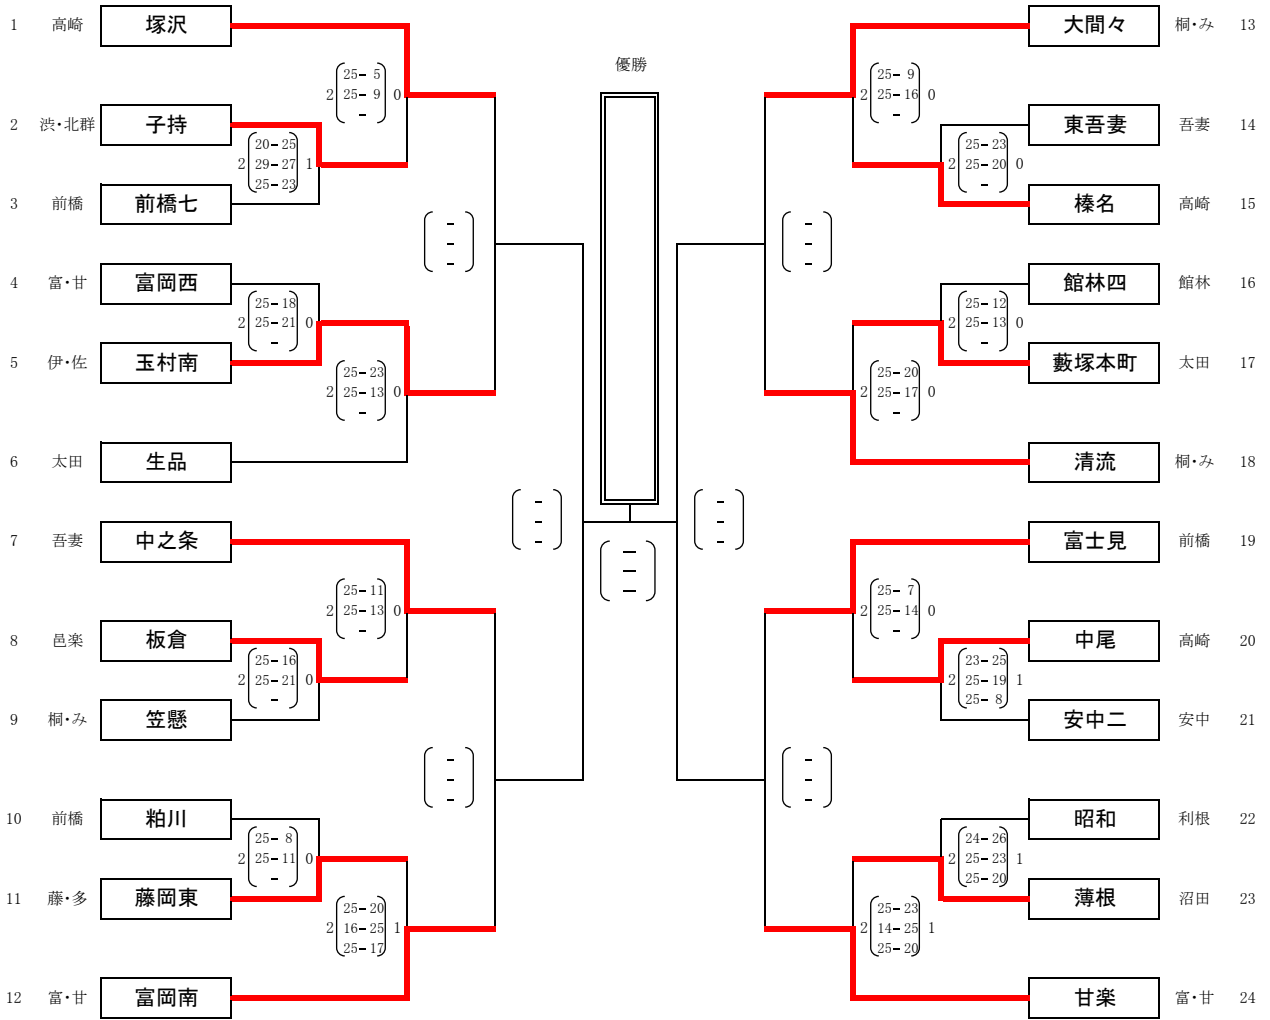 優勝
1 高崎 塚沢
2 25- 5 0
25- 9
-
2 渋・北群 子持
20-25
2 29-27 1
25-23
3 前橋 前橋七
-
-
-
4 富・甘 富岡西
25-18
2 25-21 0
-
5 伊・佐 玉村南
25-23
2 25-13 0
-
6 太田 生品
7 吾妻 中之条
25-11
2 25-13 0
-
8 邑楽 板倉
25-16
2 25-21 0
-
9 桐・み 笠懸
-
-
-
10 前橋 粕川
25- 8
2 25-11 0
-
11 藤・多 藤岡東
25-20
2 16-25 1
25-17
12 富・甘 富岡南
-
-
-
-
-
-
-
-
-
大間々 桐・み 13
25- 9
2 25-16 0
-
東吾妻 吾妻 14
25-23
2 25-20 0
-
榛名 高崎 15
-
-
-
館林四 館林 16
25-12
2 25-13 0
-
藪塚本町 太田 17
25-20
2 25-17 0
-
清流 桐・み 18
富士見 前橋 19
25- 7
2 25-14 0
-
中尾 高崎 20
23-25
2 25-19 1
25- 8
安中二 安中 21
-
-
-
昭和 利根 22
24-26
2 25-23 1
25-20
薄根 沼田 23
25-23
2 14-25 1
25-20
甘楽 富・甘 24